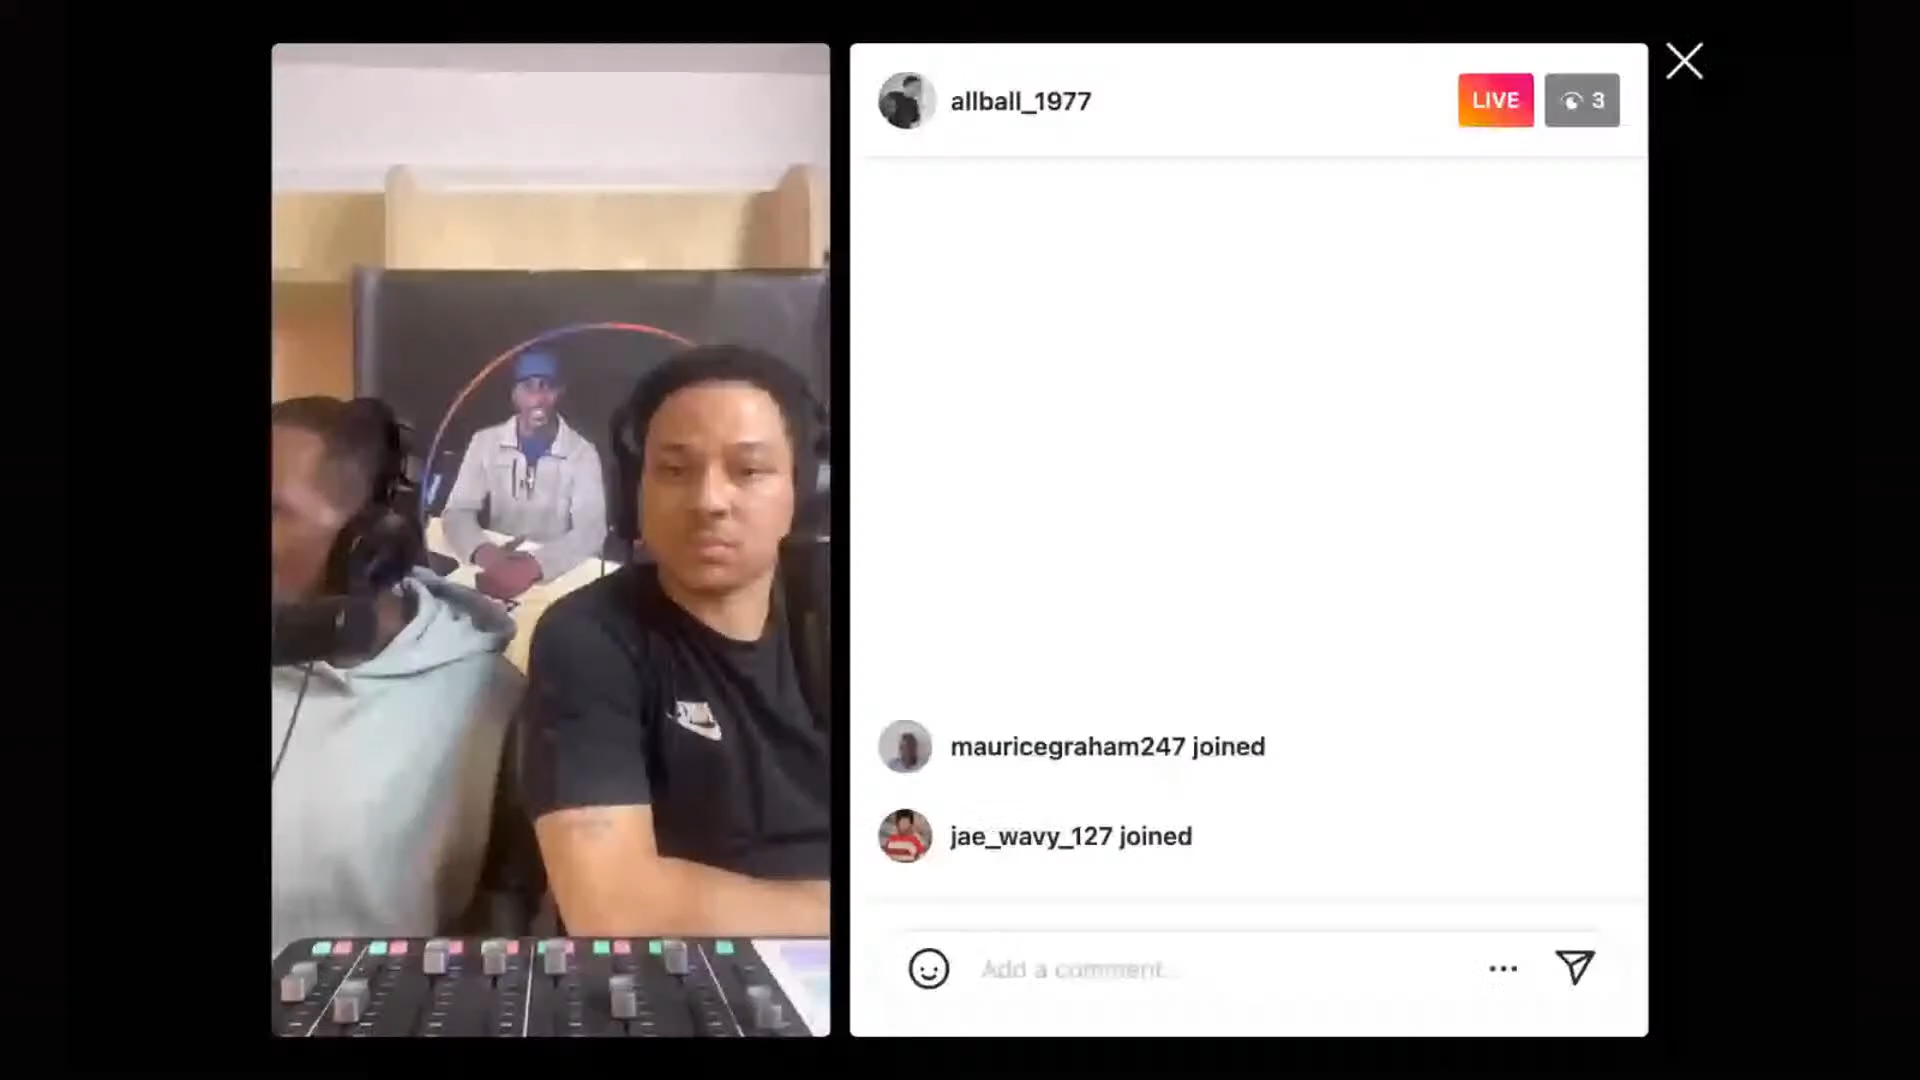 allball_1977
LIVE
3
mauricegraham247 joined
jae_wavy_127 joined
Add a comment...